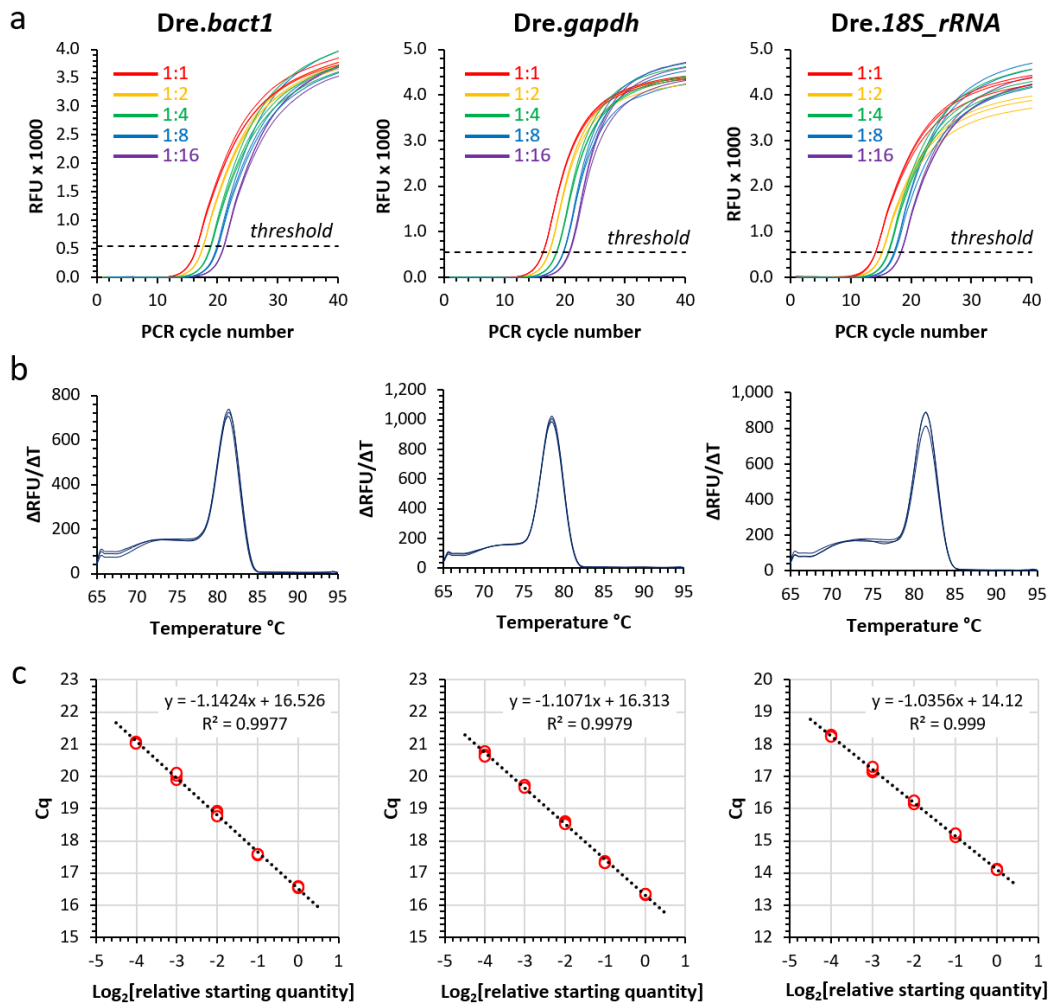 a
Dre.bact1
Dre.gapdh
Dre.18S_rRNA
RFU x 1000
4.0
3.5
3.0
2.5
2.0
1.5
1.0
0.5
0.0
1:1
1:2
1:4
1:8
1:16
threshold
0 10 20 30 40
PCR cycle number
RFU x 1000
5.0
4.0
3.0
2.0
1.0
0.0
1:1
1:2
1:4
1:8
1:16
threshold
0 10 20 30 40
PCR cycle number
RFU x 1000
5.0
4.0
3.0
2.0
1.0
0.0
1:1
1:2
1:4
1:8
1:16
threshold
0 10 20 30 40
PCR cycle number
b
ΔRFU/ΔT
800
600
400
200
0
65 70 75 80 85 90 95
Temperature °C
ΔRFU/ΔT
1,200
1,000
800
600
400
200
0
65 70 75 80 85 90 95
Temperature °C
ΔRFU/ΔT
1,000
800
600
400
200
0
65 70 75 80 85 90 95
Temperature °C
c
Cq
23
22
21
20
19
18
17
16
15
y = -1.1424x + 16.526
R² = 0.9977
-5 -4 -3 -2 -1 0 1
Log₂[relative starting quantity]
Cq
23
22
21
20
19
18
17
16
15
y = -1.1071x + 16.313
R² = 0.9979
-5 -4 -3 -2 -1 0 1
Log₂[relative starting quantity]
Cq
20
19
18
17
16
15
14
13
12
y = -1.0356x + 14.12
R² = 0.999
-5 -4 -3 -2 -1 0 1
Log₂[relative starting quantity]